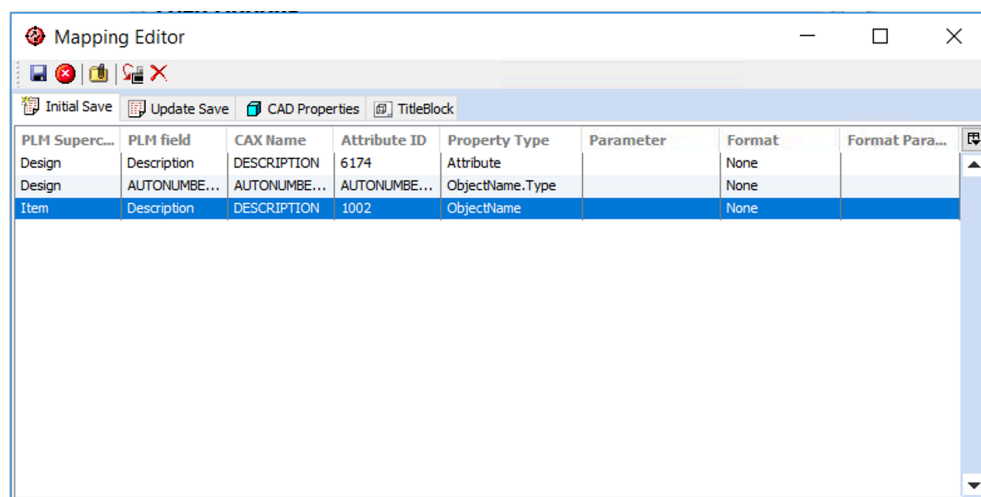 Mapping Editor
Initial Save Update Save CAD Properties TitleBlock
PLM Superc... PLM field CAX Name Attribute ID Property Type Parameter Format Format Para...
Design Description DESCRIPTION 6174 Attribute None
Design AUTONUMBE... AUTONUMBE... AUTONUMBE... ObjectName.Type None
Item Description DESCRIPTION 1002 ObjectName None